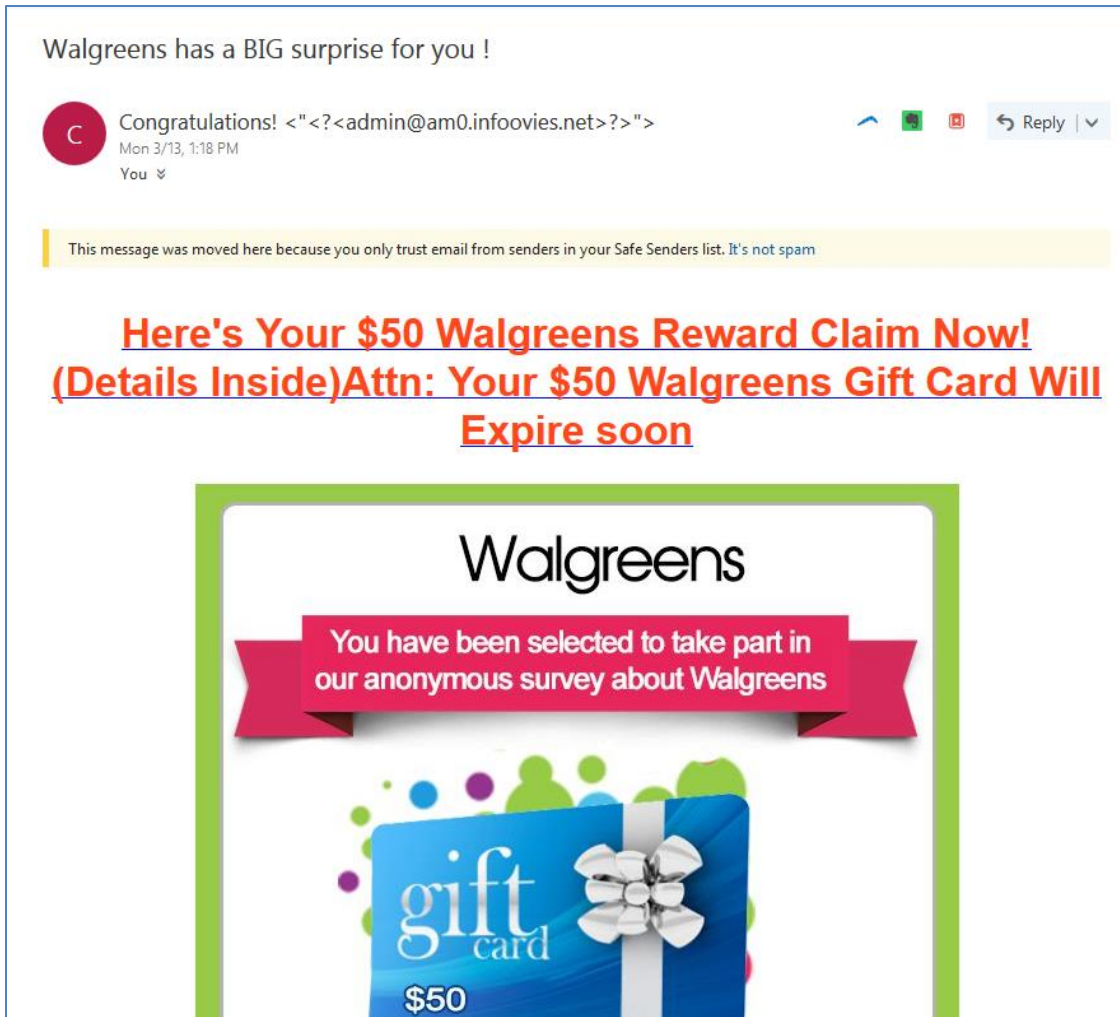 Walgreens has a BIG surprise for you !
C
Congratulations! <"<?<admin@am0.infoovies.net>?>">
Mon 3/13, 1:18 PM
You
Reply
This message was moved here because you only trust email from senders in your Safe Senders list. It's not spam
Here's Your $50 Walgreens Reward Claim Now!
(Details Inside)Attn: Your $50 Walgreens Gift Card Will
Expire soon
Walgreens
You have been selected to take part in
our anonymous survey about Walgreens
gift
card
$50